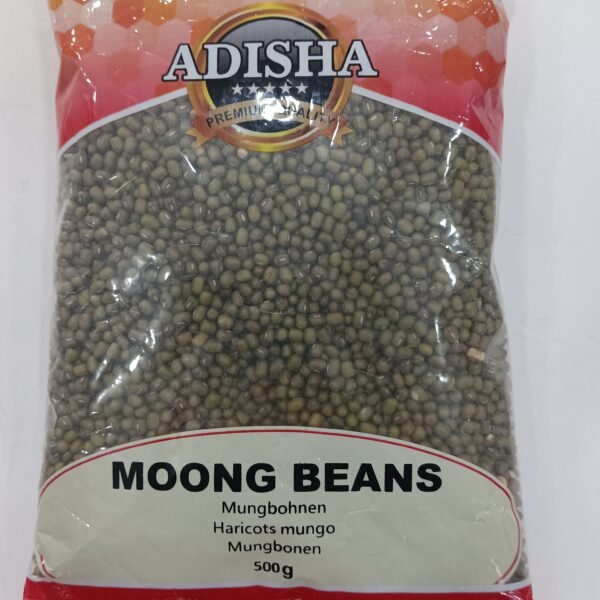 ADISHA
PREMIUM QUALITY
MOONG BEANS
Mungbohnen
Haricots mungo
Mungbonen
500g